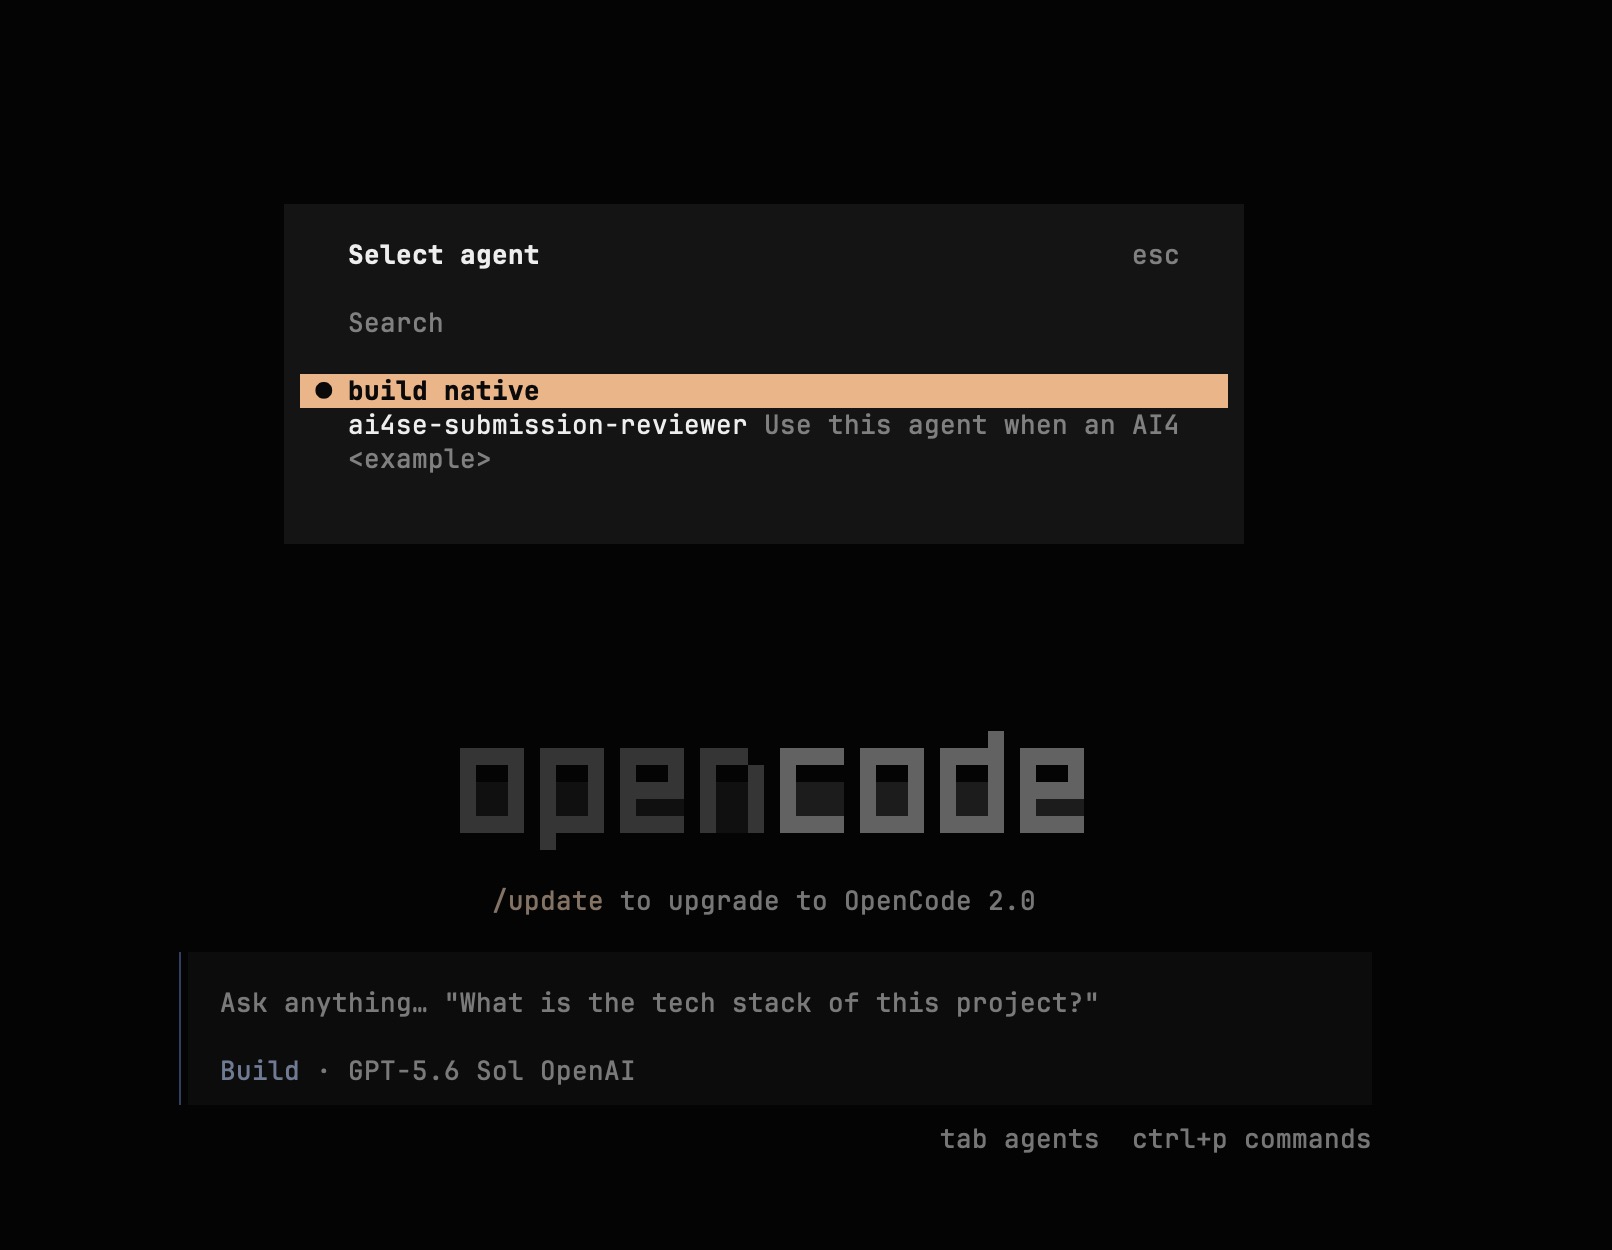 Select agent esc
Search
● build native
ai4se-submission-reviewer Use this agent when an AI4
<example>
opencode
/update to upgrade to OpenCode 2.0
Ask anything… "What is the tech stack of this project?"
Build · GPT-5.6 Sol OpenAI
tab agents ctrl+p commands